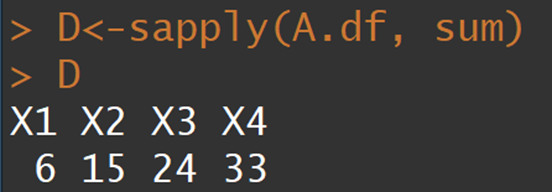 > D<-sapply(A.df, sum)
> D
X1 X2 X3 X4
 6 15 24 33